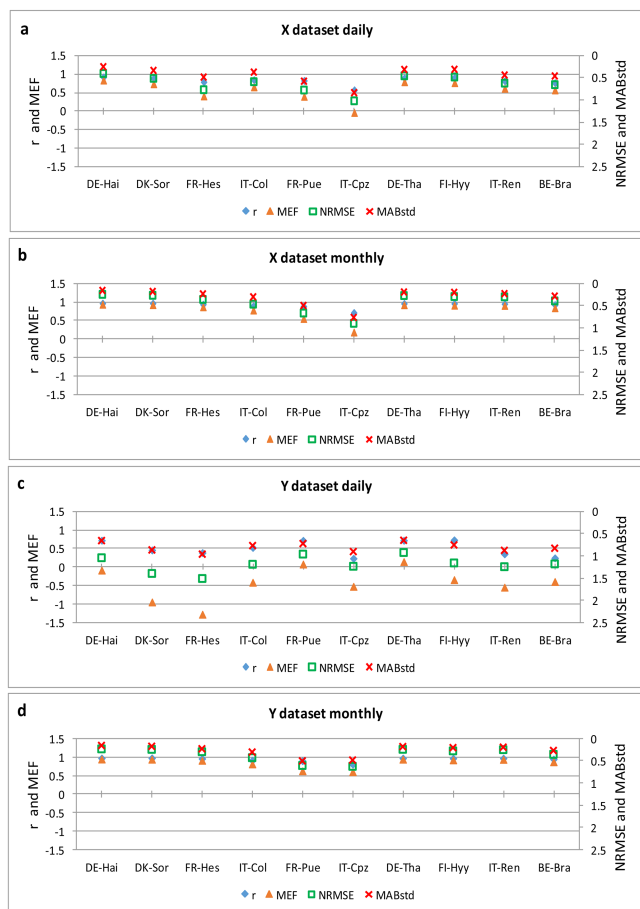 a
X dataset daily
r and MEF
NRMSE and MABstd
1.5 0
1 0.5
0.5 1
0 1.5
-0.5 2
-1 2.5
-1.5
DE-Hai DK-Sor FR-Hes IT-Col FR-Pue IT-Cpz DE-Tha FI-Hyy IT-Ren BE-Bra
r MEF NRMSE MABstd
b
X dataset monthly
r and MEF
NRMSE and MABstd
1.5 0
1 0.5
0.5 1
0 1.5
-0.5 2
-1 2.5
-1.5
DE-Hai DK-Sor FR-Hes IT-Col FR-Pue IT-Cpz DE-Tha FI-Hyy IT-Ren BE-Bra
r MEF NRMSE MABstd
c
Y dataset daily
r and MEF
NRMSE and MABstd
1.5 0
1 0.5
0.5 1
0 1.5
-0.5 2
-1 2.5
-1.5
DE-Hai DK-Sor FR-Hes IT-Col FR-Pue IT-Cpz DE-Tha FI-Hyy IT-Ren BE-Bra
r MEF NRMSE MABstd
d
Y dataset monthly
r and MEF
NRMSE and MABstd
1.5 0
1 0.5
0.5 1
0 1.5
-0.5 2
-1 2.5
-1.5
DE-Hai DK-Sor FR-Hes IT-Col FR-Pue IT-Cpz DE-Tha FI-Hyy IT-Ren BE-Bra
r MEF NRMSE MABstd